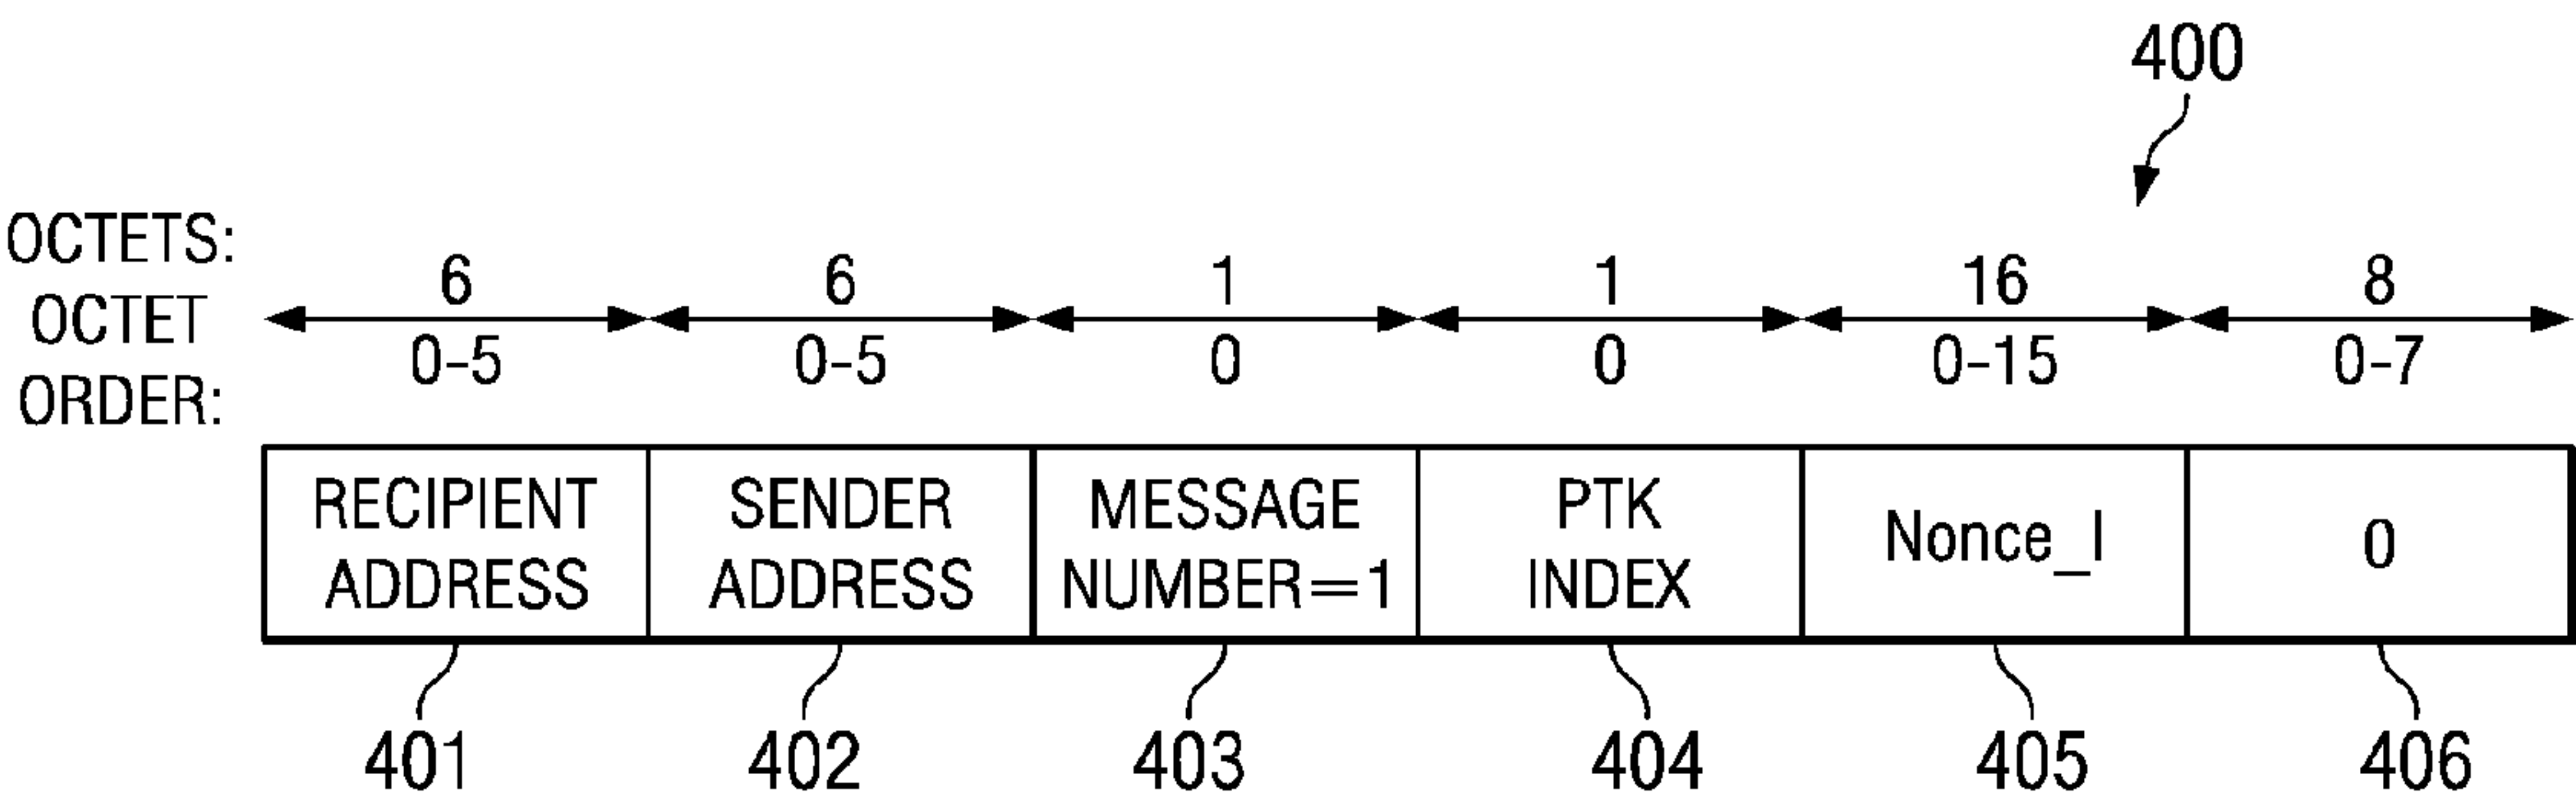 400
OCTETS:
6 6 1 1 16 8
OCTET
0-5 0-5 0 0 0-15 0-7
ORDER:
RECIPIENT SENDER MESSAGE PTK Nonce_I 0
ADDRESS ADDRESS NUMBER=1 INDEX
401 402 403 404 405 406